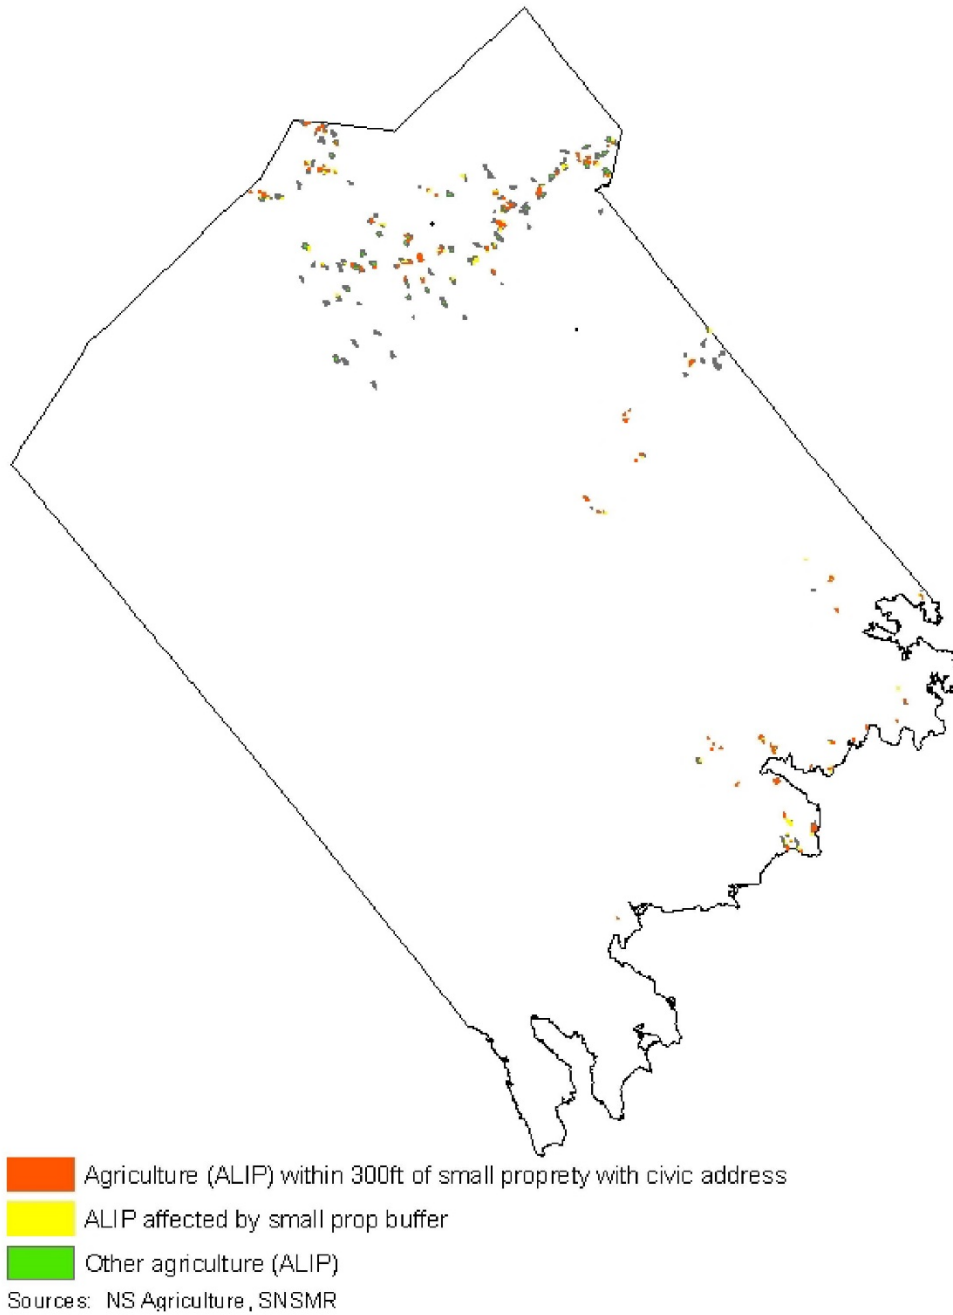 Agriculture (ALIP) within 300ft of small proprety with civic address
ALIP affected by small prop buffer
Other agriculture (ALIP)
Sources: NS Agriculture, SNSMR